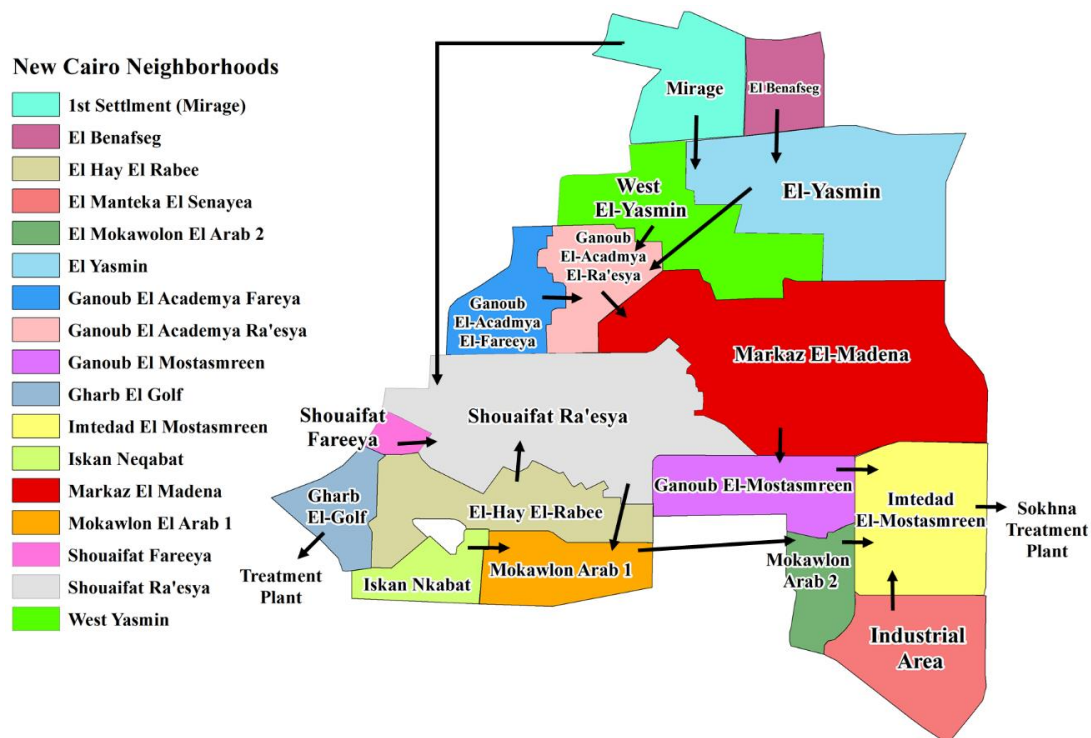 New Cairo Neighborhoods
1st Settlment (Mirage)
El Benafseg
El Hay El Rabee
El Manteka El Senayea
El Mokawolon El Arab 2
El Yasmin
Ganoub El Academya Fareya
Ganoub El Academya Ra'esya
Ganoub El Mostasmreen
Gharb El Golf
Imtedad El Mostasmreen
Iskan Neqabat
Markaz El Madena
Mokawlon El Arab 1
Shouaifat Fareeya
Shouaifat Ra'esya
West Yasmin
Mirage
El Benafseg
West
El-Yasmin
El-Yasmin
Ganoub
El-Acadmya
El-Ra'esya
Ganoub
El-Acadmya
El-Fareeya
Markaz El-Madena
Shouaifat
Fareeya
Shouaifat Ra'esya
Gharb
El-Golf
El-Hay El-Rabee
Ganoub El-Mostasmreen
Imtedad
El-Mostasmreen
Sokhna
Treatment
Plant
Treatment
Plant
Iskan Nkabat
Mokawlon Arab 1
Mokawlon
Arab 2
Industrial
Area